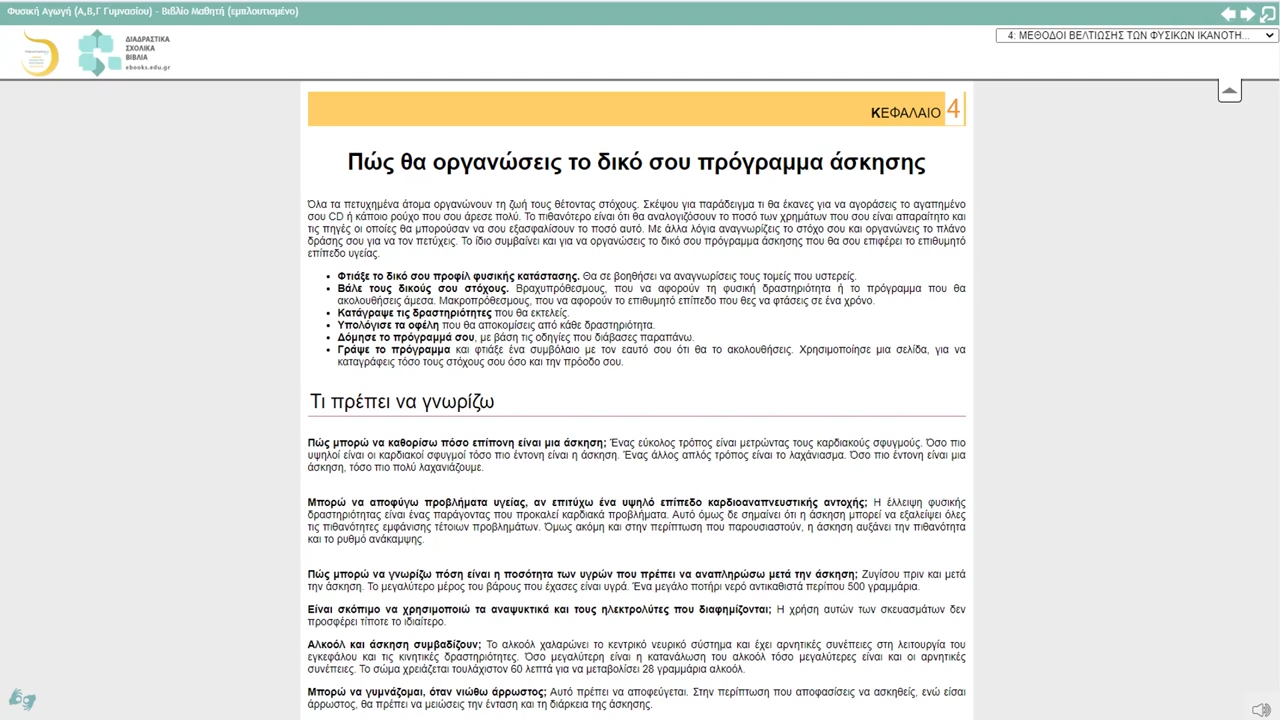 Φυσική Αγωγή (Α,Β,Γ Γυμνασίου) - Βιβλίο Μαθητή (εμπλουτισμένο)
ΔΙΑΔΡΑΣΤΙΚΑ
ΣΧΟΛΙΚΑ
ΒΙΒΛΙΑ
ebooks.edu.gr
4: ΜΕΘΟΔΟΙ ΒΕΛΤΙΩΣΗΣ ΤΩΝ ΦΥΣΙΚΩΝ ΙΚΑΝΟΤΗ...
ΚΕΦΑΛΑΙΟ 4
Πώς θα οργανώσεις το δικό σου πρόγραμμα άσκησης
Όλα τα πετυχημένα άτομα οργανώνουν τη ζωή τους θέτοντας στόχους. Σκέψου για παράδειγμα τι θα έκανες για να αγοράσεις το αγαπημένο
σου CD ή κάποιο ρούχο που σου άρεσε πολύ. Το πιθανότερο είναι ότι θα αναλογιζόσουν το ποσό των χρημάτων που σου είναι απαραίτητο και
τις πηγές οι οποίες θα μπορούσαν να σου εξασφαλίσουν το ποσό αυτό. Με άλλα λόγια αναγνωρίζεις το στόχο σου και οργανώνεις το πλάνο
δράσης σου για να τον πετύχεις. Το ίδιο συμβαίνει και για να οργανώσεις το δικό σου πρόγραμμα άσκησης που θα σου επιφέρει το επιθυμητό
επίπεδο υγείας.
• Φτιάξε το δικό σου προφίλ φυσικής κατάστασης. Θα σε βοηθήσει να αναγνωρίσεις τους τομείς που υστερείς.
• Βάλε τους δικούς σου στόχους. Βραχυπρόθεσμους, που να αφορούν τη φυσική δραστηριότητα ή το πρόγραμμα που θα
ακολουθήσεις άμεσα. Μακροπρόθεσμους, που να αφορούν το επιθυμητό επίπεδο που θες να φτάσεις σε ένα χρόνο.
• Κατάγραψε τις δραστηριότητες που θα εκτελείς.
• Υπολόγισε τα οφέλη που θα αποκομίσεις από κάθε δραστηριότητα.
• Δόμησε το πρόγραμμά σου, με βάση τις οδηγίες που διάβασες παραπάνω.
• Γράψε το πρόγραμμα και φτιάξε ένα συμβόλαιο με τον εαυτό σου ότι θα το ακολουθήσεις. Χρησιμοποίησε μια σελίδα, για να
καταγράφεις τόσο τους στόχους σου όσο και την πρόοδο σου.
Τι πρέπει να γνωρίζω
Πώς μπορώ να καθορίσω πόσο επίπονη είναι μια άσκηση; Ένας εύκολος τρόπος είναι μετρώντας τους καρδιακούς σφυγμούς. Όσο πιο
υψηλοί είναι οι καρδιακοί σφυγμοί τόσο πιο έντονη είναι η άσκηση. Ένας άλλος απλός τρόπος είναι το λαχάνιασμα. Όσο πιο έντονη είναι μια
άσκηση, τόσο πιο πολύ λαχανιάζουμε.
Μπορώ να αποφύγω προβλήματα υγείας, αν επιτύχω ένα υψηλό επίπεδο καρδιοαναπνευστικής αντοχής; Η έλλειψη φυσικής
δραστηριότητας είναι ένας παράγοντας που προκαλεί καρδιακά προβλήματα. Αυτό όμως δε σημαίνει ότι η άσκηση μπορεί να εξαλείψει όλες
τις πιθανότητες εμφάνισης τέτοιων προβλημάτων. Όμως ακόμη και στην περίπτωση που παρουσιαστούν, η άσκηση αυξάνει την πιθανότητα
και το ρυθμό ανάκαμψης.
Πώς μπορώ να γνωρίζω πόση είναι η ποσότητα των υγρών που πρέπει να αναπληρώσω μετά την άσκηση; Ζυγίσου πριν και μετά
την άσκηση. Το μεγαλύτερο μέρος του βάρους που έχασες είναι υγρά. Ένα μεγάλο ποτήρι νερό αντικαθιστά περίπου 500 γραμμάρια.
Είναι σκόπιμο να χρησιμοποιώ τα αναψυκτικά και τους ηλεκτρολύτες που διαφημίζονται; Η χρήση αυτών των σκευασμάτων δεν
προσφέρει τίποτε το ιδιαίτερο.
Αλκοόλ και άσκηση συμβαδίζουν; Το αλκοόλ χαλαρώνει το κεντρικό νευρικό σύστημα και έχει αρνητικές συνέπειες στη λειτουργία του
εγκεφάλου και τις κινητικές δραστηριότητες. Όσο μεγαλύτερη είναι η κατανάλωση του αλκοόλ τόσο μεγαλύτερες είναι και οι αρνητικές
συνέπειες. Το σώμα χρειάζεται τουλάχιστον 60 λεπτά για να μεταβολίσει 28 γραμμάρια αλκοόλ.
Μπορώ να γυμνάζομαι, όταν νιώθω άρρωστος; Αυτό πρέπει να αποφεύγεται. Στην περίπτωση που αποφασίσεις να ασκηθείς, ενώ είσαι
άρρωστος, θα πρέπει να μειώσεις την ένταση και τη διάρκεια της άσκησης.